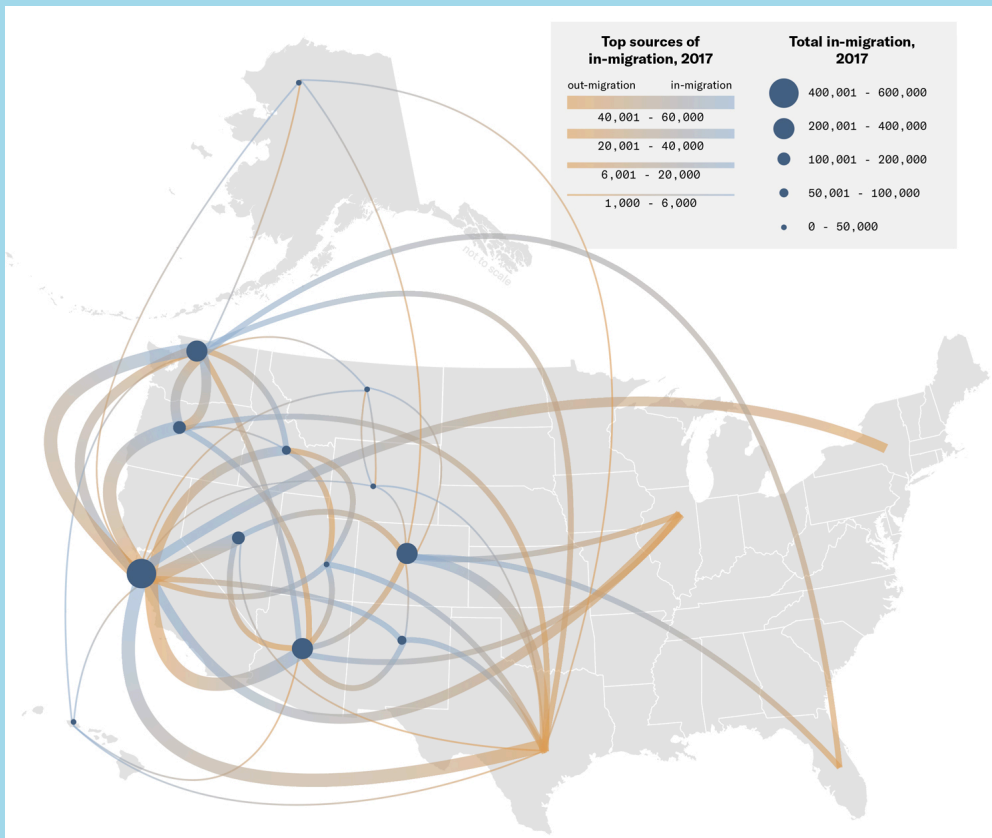 Top sources of
in-migration, 2017
out-migration in-migration
40,001 - 60,000
20,001 - 40,000
6,001 - 20,000
1,000 - 6,000
Total in-migration,
2017
400,001 - 600,000
200,001 - 400,000
100,001 - 200,000
50,001 - 100,000
0 - 50,000
not to scale